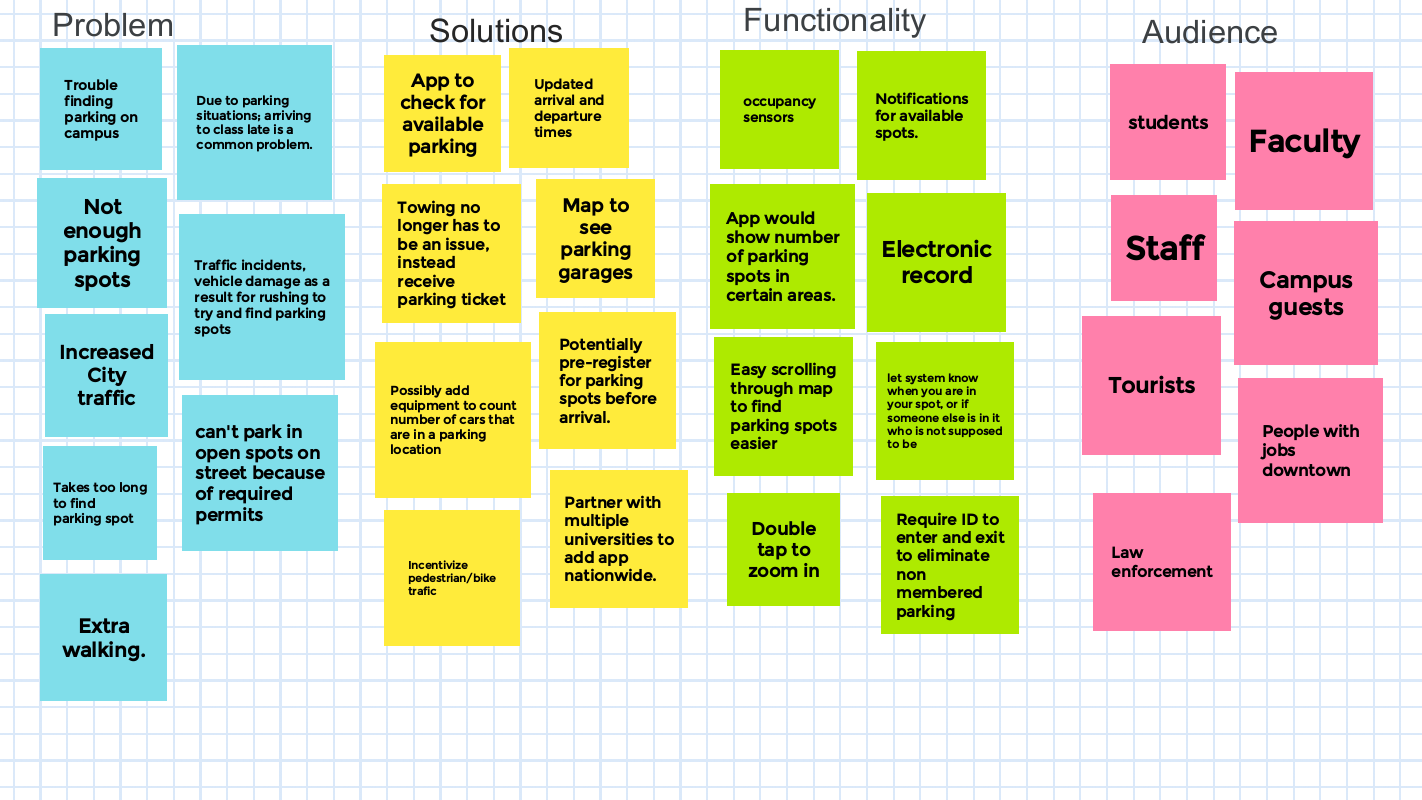 Problem
Trouble
finding
parking on
campus
Due to parking
situations; arriving
to class late is a
common problem.
Not
enough
parking
spots
Traffic incidents,
vehicle damage as a
result for rushing to
try and find parking
spots
Increased
City
traffic
can't park in
open spots on
street because
of required
permits
Takes too long
to find
parking spot
Extra
walking.
Solutions
App to
check for
available
parking
Updated
arrival and
departure
times
Towing no
longer has to
be an issue,
instead
receive
parking ticket
Map to
see
parking
garages
Possibly add
equipment to count
number of cars that
are in a parking
location
Potentially
pre-register
for parking
spots before
arrival.
Incentivize
pedestrian/bike
trafic
Partner with
multiple
universities to
add app
nationwide.
Functionality
occupancy
sensors
Notifications
for available
spots.
App would
show number
of parking
spots in
certain areas.
Electronic
record
Easy scrolling
through map
to find
parking spots
easier
let system know
when you are in
your spot, or if
someone else is in it
who is not supposed
to be
Double
tap to
zoom in
Require ID to
enter and exit
to eliminate
non
membered
parking
Audience
students
Faculty
Staff
Campus
guests
Tourists
People with
jobs
downtown
Law
enforcement